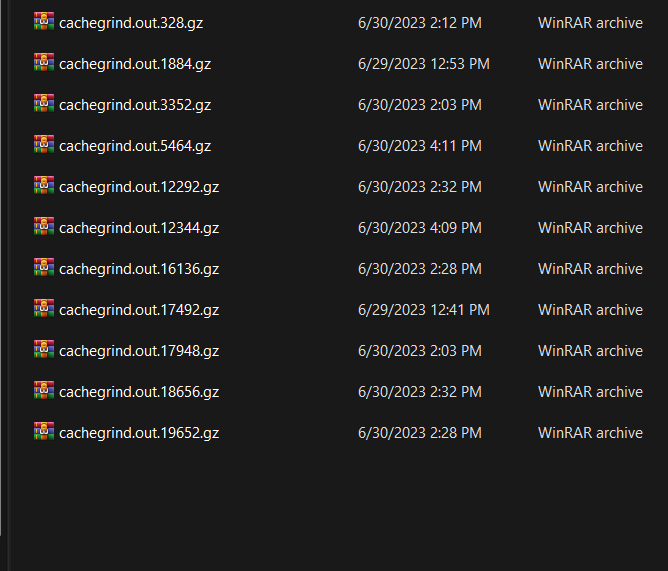 cachegrind.out.328.gz 6/30/2023 2:12 PM WinRAR archive
cachegrind.out.1884.gz 6/29/2023 12:53 PM WinRAR archive
cachegrind.out.3352.gz 6/30/2023 2:03 PM WinRAR archive
cachegrind.out.5464.gz 6/30/2023 4:11 PM WinRAR archive
cachegrind.out.12292.gz 6/30/2023 2:32 PM WinRAR archive
cachegrind.out.12344.gz 6/30/2023 4:09 PM WinRAR archive
cachegrind.out.16136.gz 6/30/2023 2:28 PM WinRAR archive
cachegrind.out.17492.gz 6/29/2023 12:41 PM WinRAR archive
cachegrind.out.17948.gz 6/30/2023 2:03 PM WinRAR archive
cachegrind.out.18656.gz 6/30/2023 2:32 PM WinRAR archive
cachegrind.out.19652.gz 6/30/2023 2:28 PM WinRAR archive